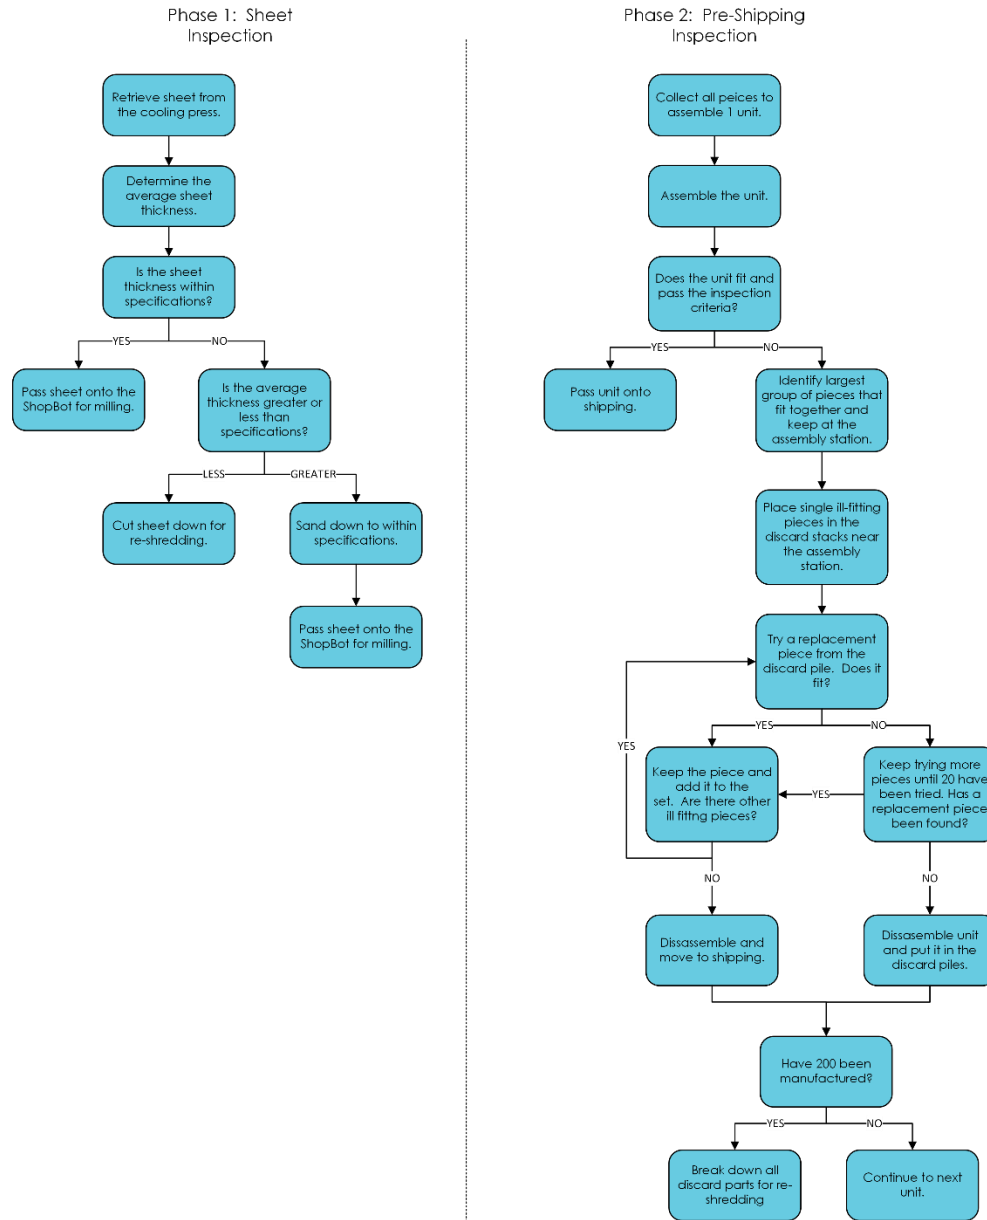 Phase 1:  Sheet
Inspection
Retrieve sheet from
the cooling press.
Determine the
average sheet
thickness.
Is the sheet
thickness within
specifications?
YES
NO
Pass sheet onto the
ShopBot for milling.
Is the average
thickness greater or
less than
specifications?
LESS
GREATER
Cut sheet down for
re-shredding.
Sand down to within
specifications.
Pass sheet onto the
ShopBot for milling.
Phase 2:  Pre-Shipping
Inspection
Collect all peices to
assemble 1 unit.
Assemble the unit.
Does the unit fit and
pass the inspection
criteria?
YES
NO
Pass unit onto
shipping.
Identify largest
group of pieces that
fit together and
keep at the
assembly station.
Place single ill-fitting
pieces in the
discard stacks near
the assembly
station.
Try a replacement
piece from the
discard pile.  Does it
fit?
YES
NO
YES
Keep the piece and
add it to the
set.  Are there other
ill fittng pieces?
YES
Keep trying more
pieces until 20 have
been tried. Has a
replacement piece
been found?
NO
NO
Dissassemble and
move to shipping.
Dissasemble unit
and put it in the
discard piles.
Have 200 been
manufactured?
YES
NO
Break down all
discard parts for re-
shredding
Continue to next
unit.